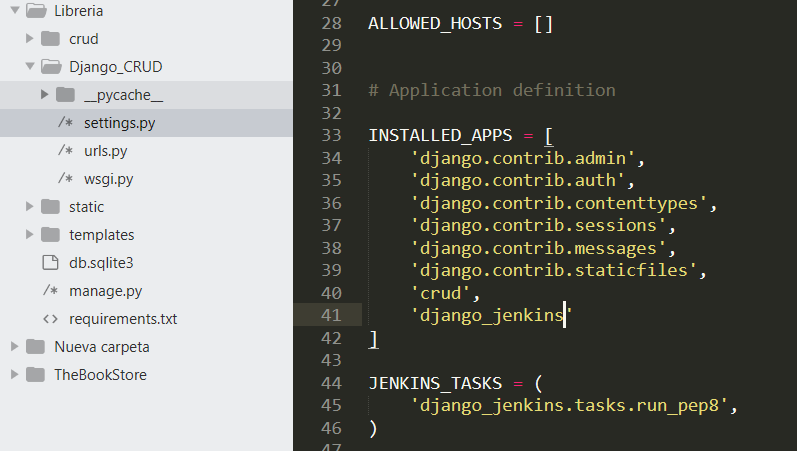 Libreria
crud
Django_CRUD
__pycache__
/* settings.py
/* urls.py
/* wsgi.py
static
templates
db.sqlite3
/* manage.py
<> requirements.txt
Nueva carpeta
TheBookStore
27
28 ALLOWED_HOSTS = []
29
30
31 # Application definition
32
33 INSTALLED_APPS = [
34     'django.contrib.admin',
35     'django.contrib.auth',
36     'django.contrib.contenttypes',
37     'django.contrib.sessions',
38     'django.contrib.messages',
39     'django.contrib.staticfiles',
40     'crud',
41     'django_jenkins'
42 ]
43
44 JENKINS_TASKS = (
45     'django_jenkins.tasks.run_pep8',
46 )
47